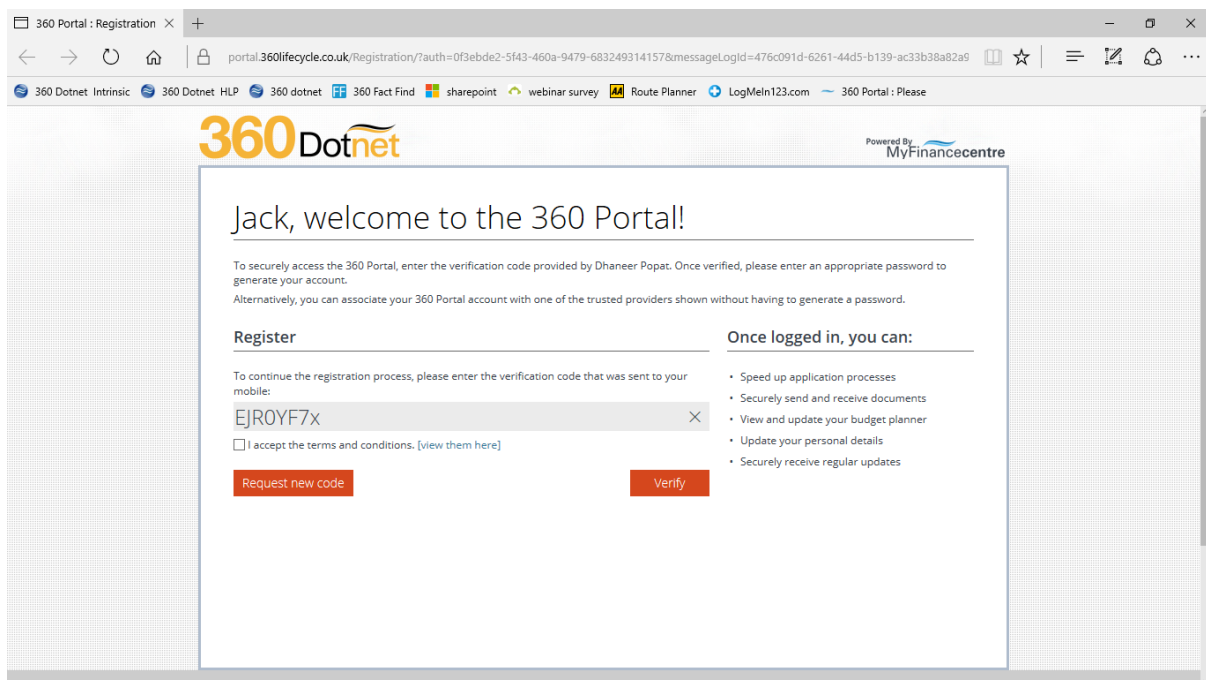 360 Portal : Registration
portal.360lifecycle.co.uk/Registration/?auth=0f3ebde2-5f43-460a-9479-683249314157&messageLogId=476c091d-6261-44d5-b139-ac33b38a82a9
360 Dotnet Intrinsic 360 Dotnet HLP 360 dotnet FF 360 Fact Find sharepoint webinar survey AA Route Planner LogMeIn123.com 360 Portal : Please
360 Dotnet
Powered By
MyFinancecentre
Jack, welcome to the 360 Portal!
To securely access the 360 Portal, enter the verification code provided by Dhaneer Popat. Once verified, please enter an appropriate password to
generate your account.
Alternatively, you can associate your 360 Portal account with one of the trusted providers shown without having to generate a password.
Register
To continue the registration process, please enter the verification code that was sent to your
mobile:
EJR0YF7x
I accept the terms and conditions. [view them here]
Request new code
Verify
Once logged in, you can:
• Speed up application processes
• Securely send and receive documents
• View and update your budget planner
• Update your personal details
• Securely receive regular updates